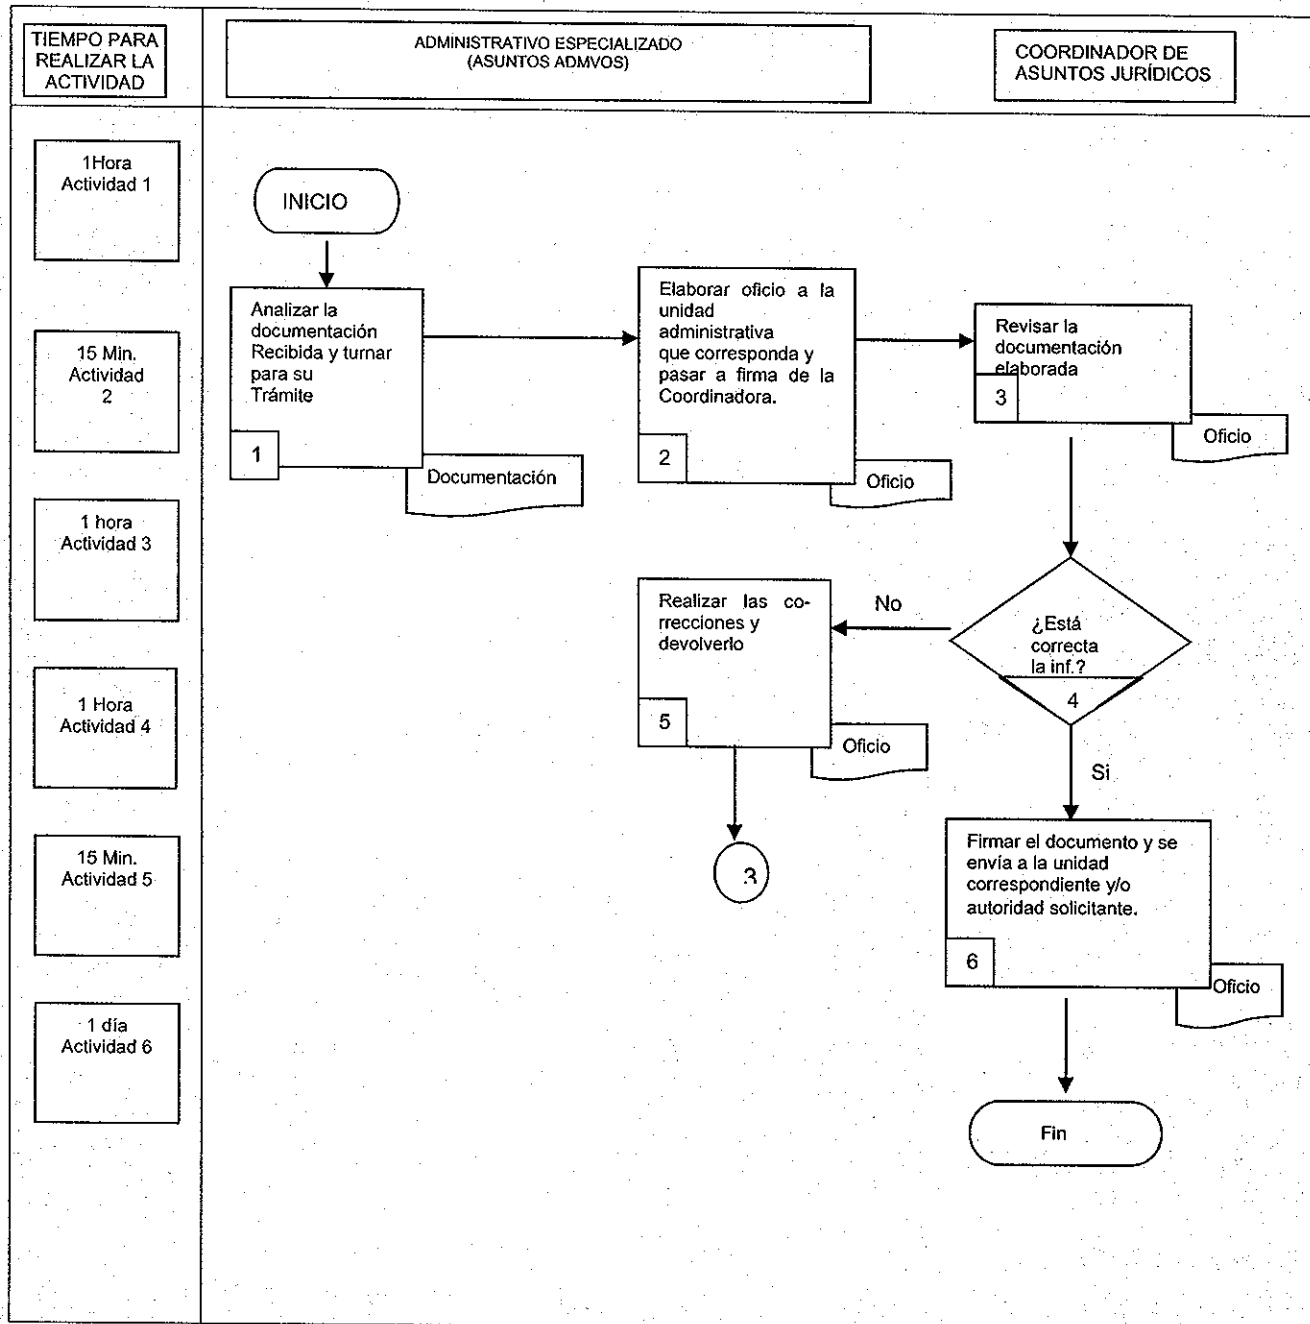 TIEMPO PARA
REALIZAR LA
ACTIVIDAD
ADMINISTRATIVO ESPECIALIZADO
(ASUNTOS ADMVOS)
COORDINADOR DE
ASUNTOS JURÍDICOS
1Hora
Actividad 1
15 Min.
Actividad
2
1 hora
Actividad 3
1 Hora
Actividad 4
15 Min.
Actividad 5
1 día
Actividad 6
INICIO
Analizar la
documentación
Recibida y turnar
para su
Trámite
1
Documentación
Elaborar oficio a la
unidad
administrativa
que corresponda y
pasar a firma de la
Coordinadora.
2
Oficio
Revisar la
documentación
elaborada
3
Oficio
¿Está
correcta
la inf.?
4
No
Si
Realizar las co-
rrecciones y
devolverlo
5
Oficio
3
Firmar el documento y se
envía a la unidad
correspondiente y/o
autoridad solicitante.
6
Oficio
Fin